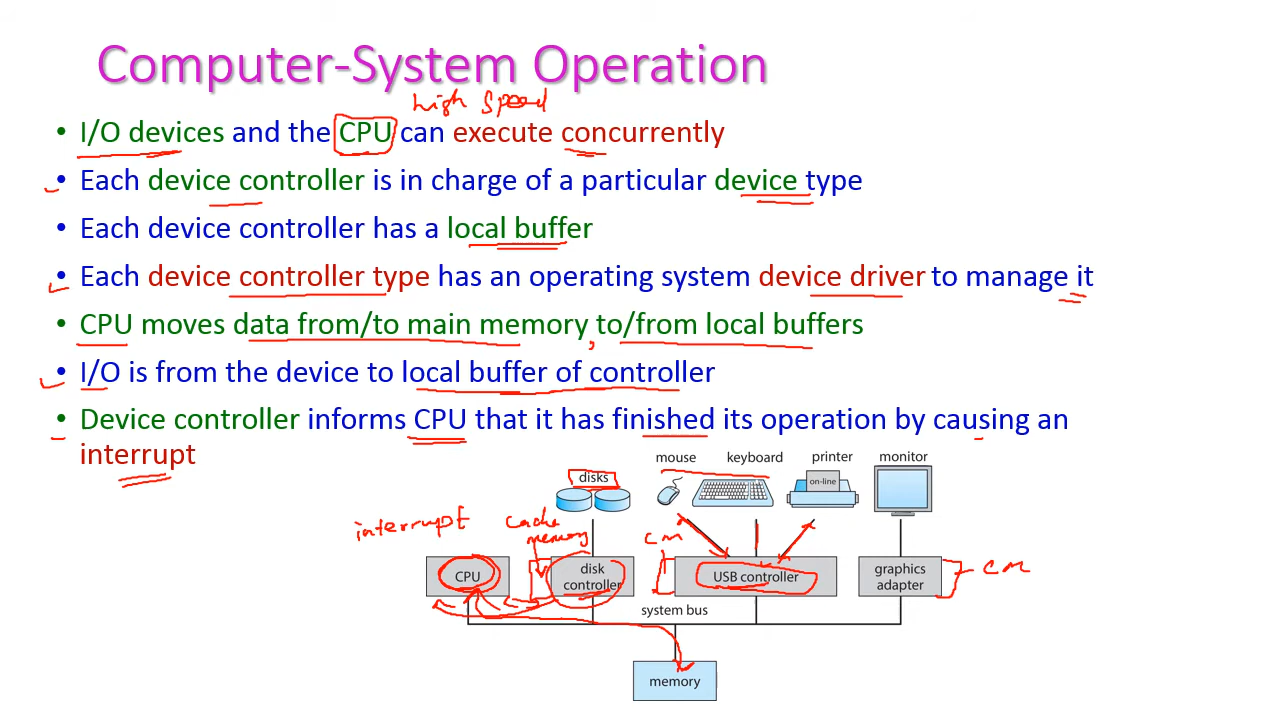 Computer-System Operation
high speed
• I/O devices and the CPU can execute concurrently
• Each device controller is in charge of a particular device type
• Each device controller has a local buffer
• Each device controller type has an operating system device driver to manage it
• CPU moves data from/to main memory, to/from local buffers
• I/O is from the device to local buffer of controller
• Device controller informs CPU that it has finished its operation by causing an
interrupt
mouse keyboard printer monitor
disks
on-line
interrupt
cache
memory
CM
CPU
disk
controller
USB controller
graphics
adapter
CM
system bus
memory